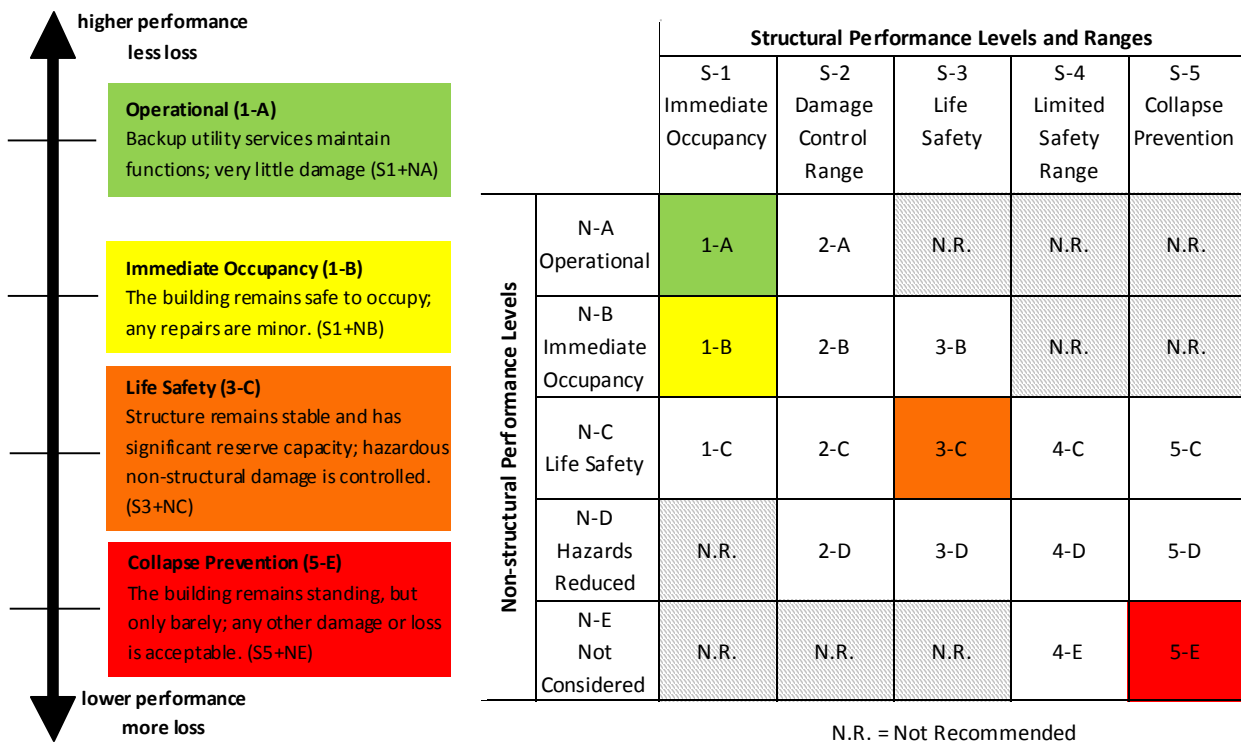 higher performance
less loss
Operational (1-A)
Backup utility services maintain
functions; very little damage (S1+NA)
Immediate Occupancy (1-B)
The building remains safe to occupy;
any repairs are minor. (S1+NB)
Life Safety (3-C)
Structure remains stable and has
significant reserve capacity; hazardous
non-structural damage is controlled.
(S3+NC)
Collapse Prevention (5-E)
The building remains standing, but
only barely; any other damage or loss
is acceptable. (S5+NE)
lower performance
more loss
Structural Performance Levels and Ranges
S-1
Immediate
Occupancy
S-2
Damage
Control
Range
S-3
Life
Safety
S-4
Limited
Safety
Range
S-5
Collapse
Prevention
Non-structural Performance Levels
N-A
Operational
1-A
2-A
N.R.
N.R.
N.R.
N-B
Immediate
Occupancy
1-B
2-B
3-B
N.R.
N.R.
N-C
Life Safety
1-C
2-C
3-C
4-C
5-C
N-D
Hazards
Reduced
N.R.
2-D
3-D
4-D
5-D
N-E
Not
Considered
N.R.
N.R.
N.R.
4-E
5-E
N.R. = Not Recommended